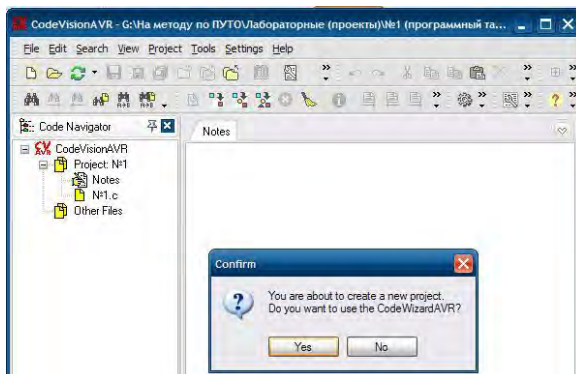 CodeVisionAVR - G:\На методу по ПУТО\Лабораторные (проекты)\№1 (программный та...
File Edit Search View Project Tools Settings Help
Code Navigator
Notes
CodeVisionAVR
Project: №1
Notes
№1.c
Other Files
Confirm
You are about to create a new project.
Do you want to use the CodeWizardAVR?
Yes No